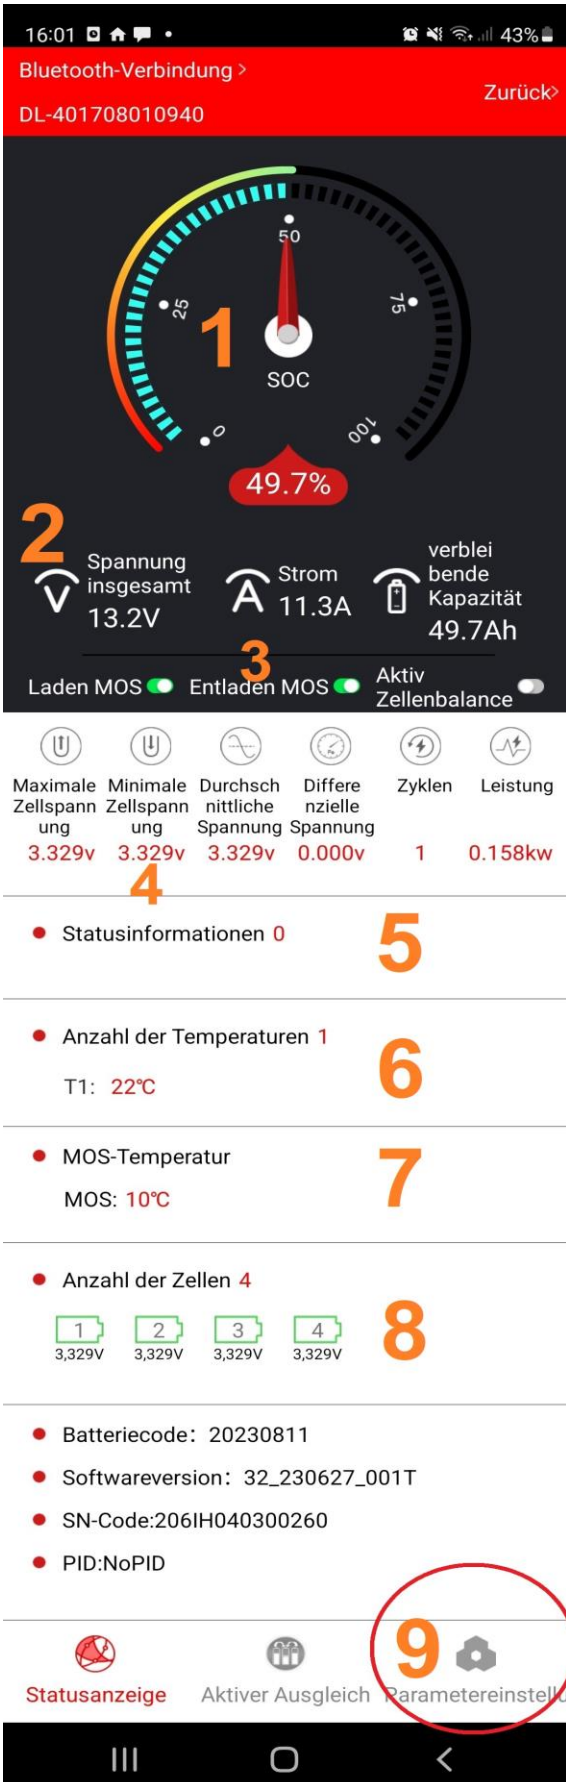 16:01
43%
Bluetooth-Verbindung >
Zurück>
DL-401708010940
50
25
75
1
SOC
0
100
49.7%
2
Spannung
insgesamt
13.2V
V
Strom
11.3A
A
verblei
bende
Kapazität
49.7Ah
3
Laden MOS
Entladen MOS
Aktiv
Zellenbalance
Maximale
Zellspann
ung
3.329v
Minimale
Zellspann
ung
3.329v
Durchsch
nittliche
Spannung
3.329v
Differe
nzielle
Spannung
0.000v
Zyklen
1
Leistung
0.158kw
4
Statusinformationen 0
5
Anzahl der Temperaturen 1
T1: 22℃
6
MOS-Temperatur
MOS: 10℃
7
Anzahl der Zellen 4
1 2 3 4
3,329V 3,329V 3,329V 3,329V
8
Batteriecode: 20230811
Softwareversion: 32_230627_001T
SN-Code:206IH040300260
PID:NoPID
9
Statusanzeige
Aktiver Ausgleich
Parametereinstellu